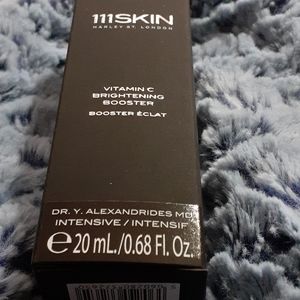 111SKIN
HARLEY ST. LONDON
VITAMIN C
BRIGHTENING
BOOSTER
BOOSTER ÉCLAT
DR. Y. ALEXANDRIDES MD
INTENSIVE / INTENSIF
℮ 20 mL./0.68 Fl. Oz.